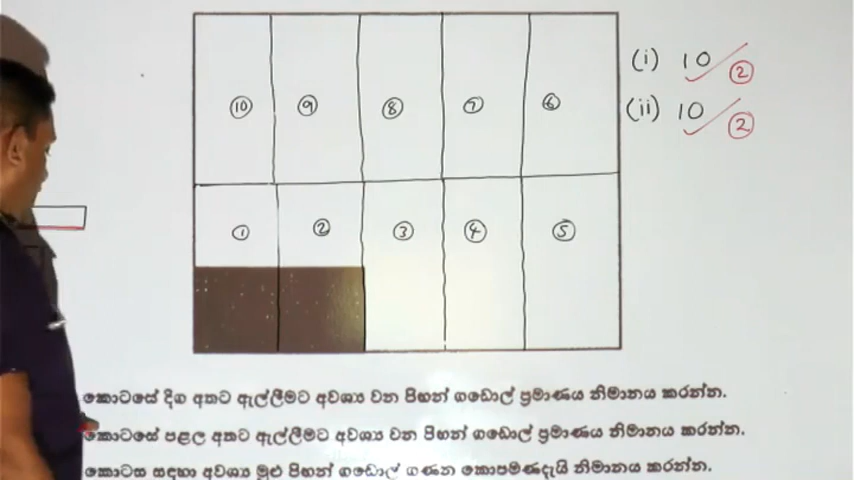 ⑩ ⑨ ⑧ ⑦ ⑥
① ② ③ ④ ⑤
(i) 10 ②
(ii) 10 ②
කොටසේ දිග අතට ඇල්ලීමට අවශ්‍ය වන පිඟන් ගඩොල් ප්‍රමාණය නිමානය කරන්න.
කොටසේ පළල අතට ඇල්ලීමට අවශ්‍ය වන පිඟන් ගඩොල් ප්‍රමාණය නිමානය කරන්න.
කොටස සඳහා අවශ්‍ය මුළු පිඟන් ගඩොල් ගණන කොපමණදැයි නිමානය කරන්න.